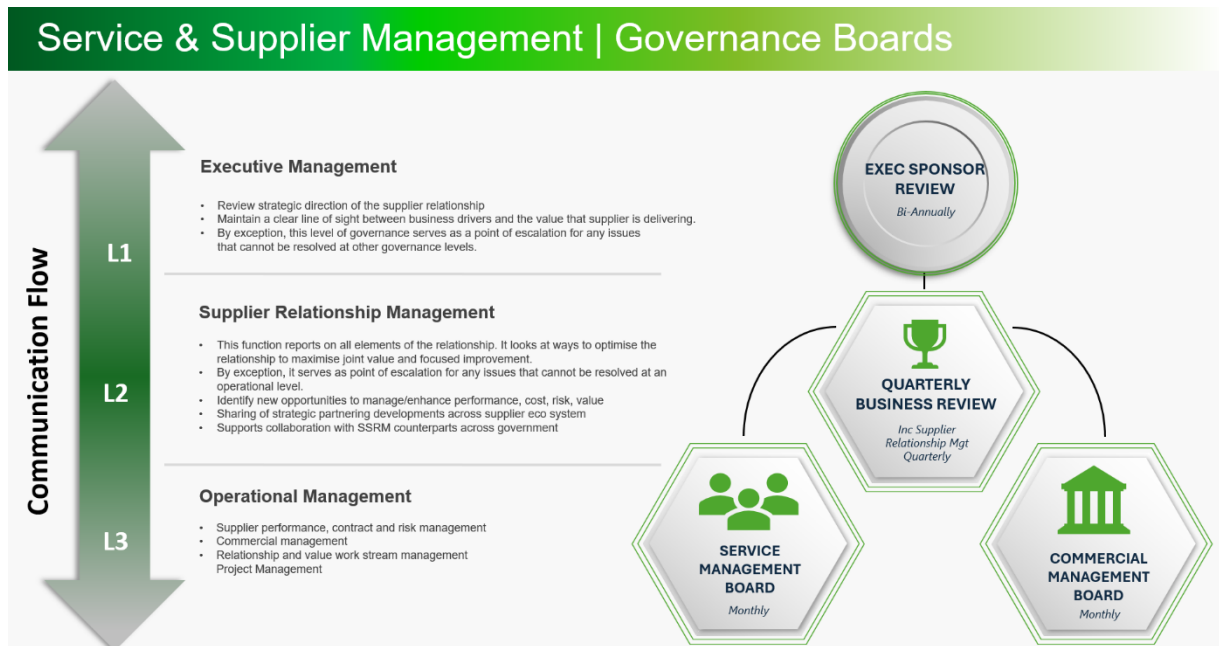 Service & Supplier Management | Governance Boards
Communication Flow
L1
L2
L3
Executive Management
• Review strategic direction of the supplier relationship
• Maintain a clear line of sight between business drivers and the value that supplier is delivering.
• By exception, this level of governance serves as a point of escalation for any issues
that cannot be resolved at other governance levels.
Supplier Relationship Management
• This function reports on all elements of the relationship. It looks at ways to optimise the
relationship to maximise joint value and focused improvement.
• By exception, it serves as point of escalation for any issues that cannot be resolved at an
operational level.
• Identify new opportunities to manage/enhance performance, cost, risk, value
• Sharing of strategic partnering developments across supplier eco system
• Supports collaboration with SSRM counterparts across government
Operational Management
• Supplier performance, contract and risk management
• Commercial management
• Relationship and value work stream management
Project Management
EXEC SPONSOR
REVIEW
Bi-Annually
QUARTERLY
BUSINESS REVIEW
Inc Supplier
Relationship Mgt
Quarterly
SERVICE
MANAGEMENT
BOARD
Monthly
COMMERCIAL
MANAGEMENT
BOARD
Monthly